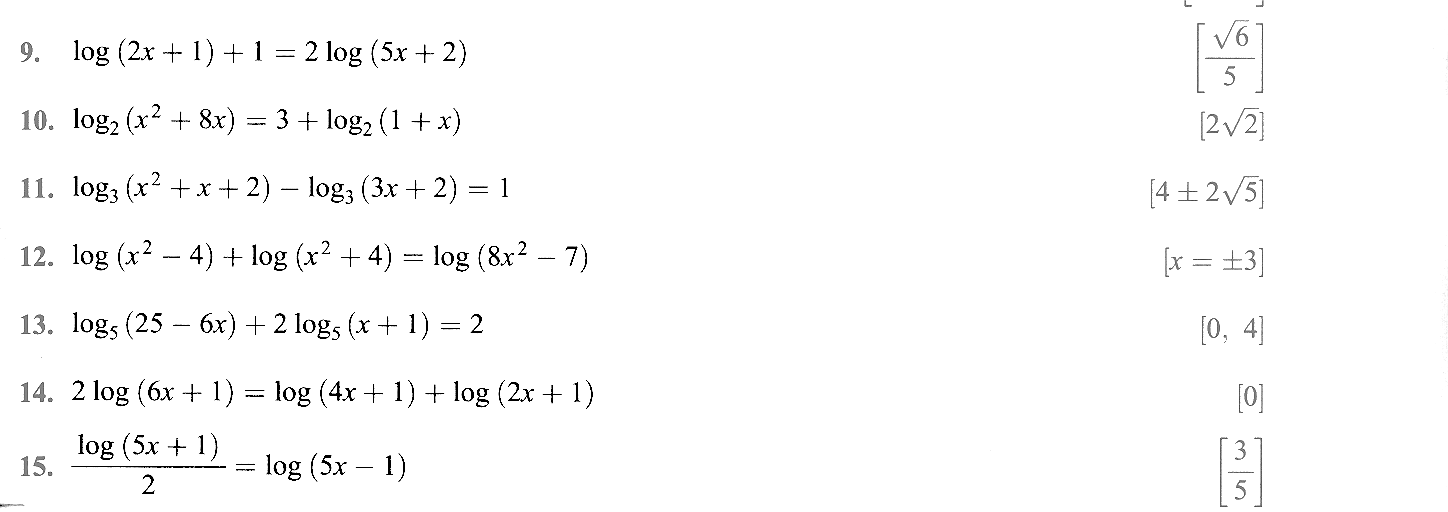 9. log (2x + 1) + 1 = 2 log (5x + 2) [√6/5]
10. log₂ (x² + 8x) = 3 + log₂ (1 + x) [2√2]
11. log₃ (x² + x + 2) − log₃ (3x + 2) = 1 [4 ± 2√5]
12. log (x² − 4) + log (x² + 4) = log (8x² − 7) [x = ±3]
13. log₅ (25 − 6x) + 2 log₅ (x + 1) = 2 [0, 4]
14. 2 log (6x + 1) = log (4x + 1) + log (2x + 1) [0]
15. log (5x + 1)/2 = log (5x − 1) [3/5]